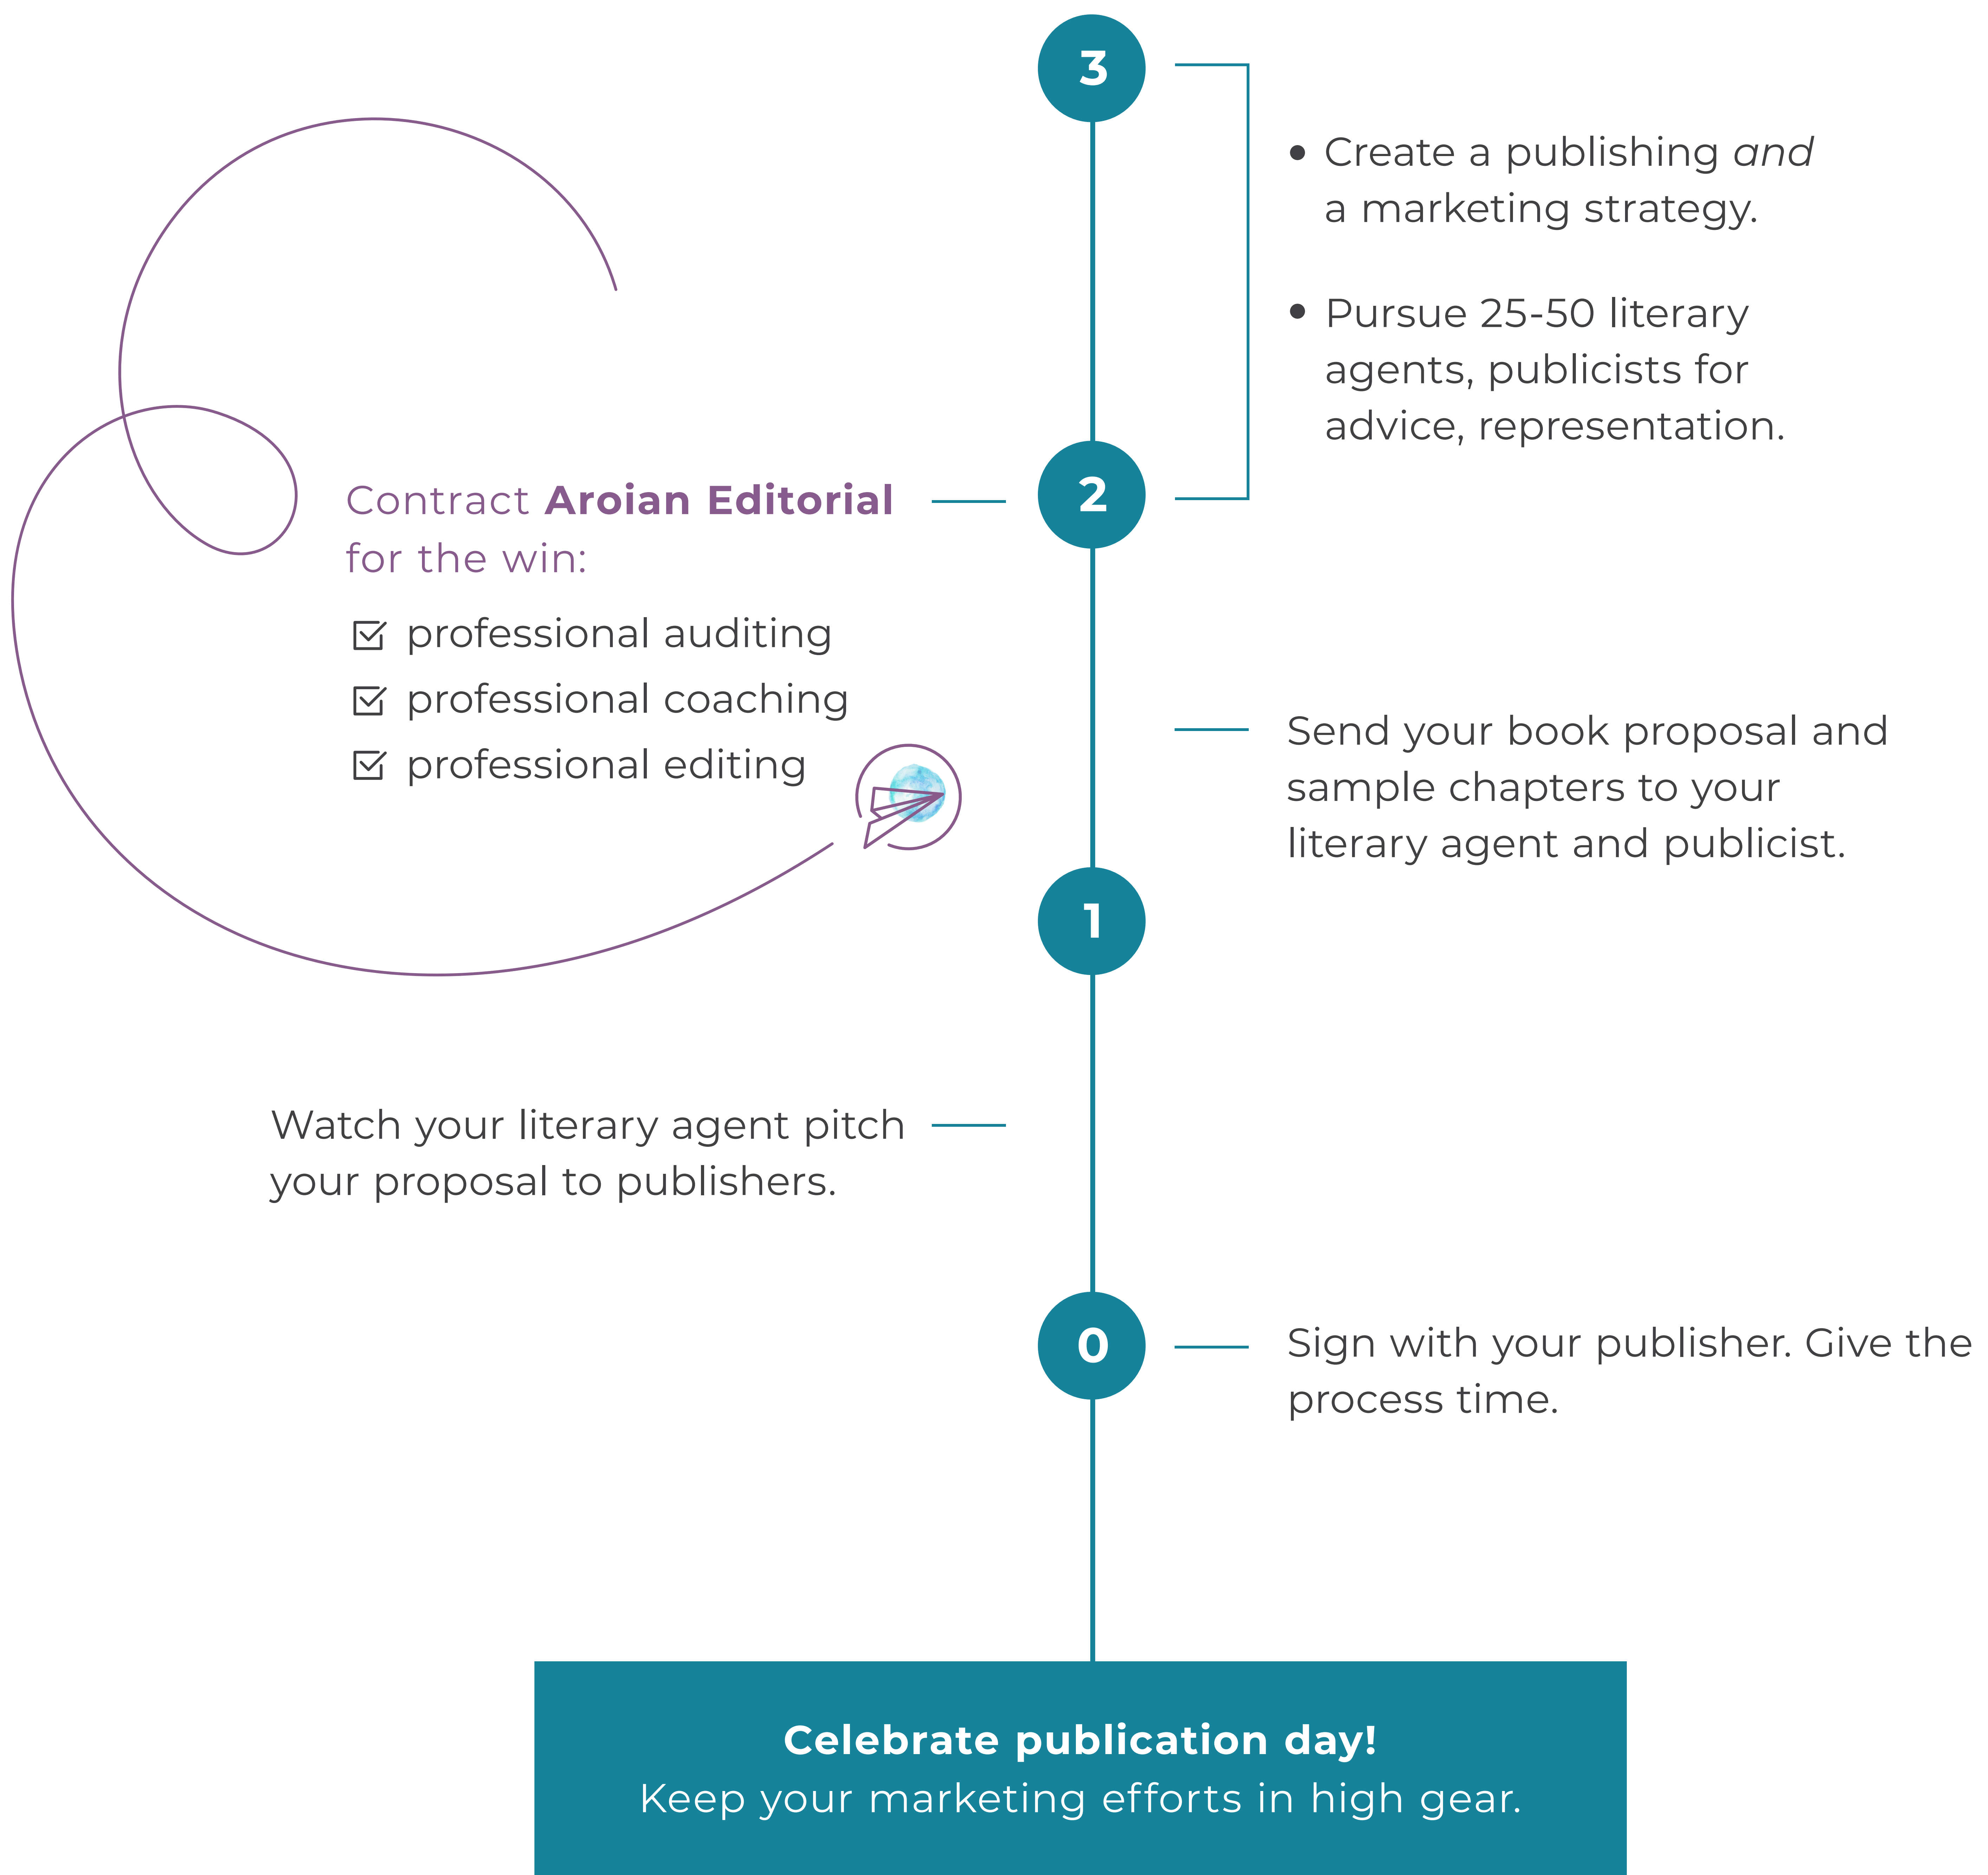 3
• Create a publishing and
a marketing strategy.
• Pursue 25-50 literary
agents, publicists for
advice, representation.
2
Contract Aroian Editorial
for the win:
professional auditing
professional coaching
professional editing
Send your book proposal and
sample chapters to your
literary agent and publicist.
1
Watch your literary agent pitch
your proposal to publishers.
0
Sign with your publisher. Give the
process time.
Celebrate publication day!
Keep your marketing efforts in high gear.